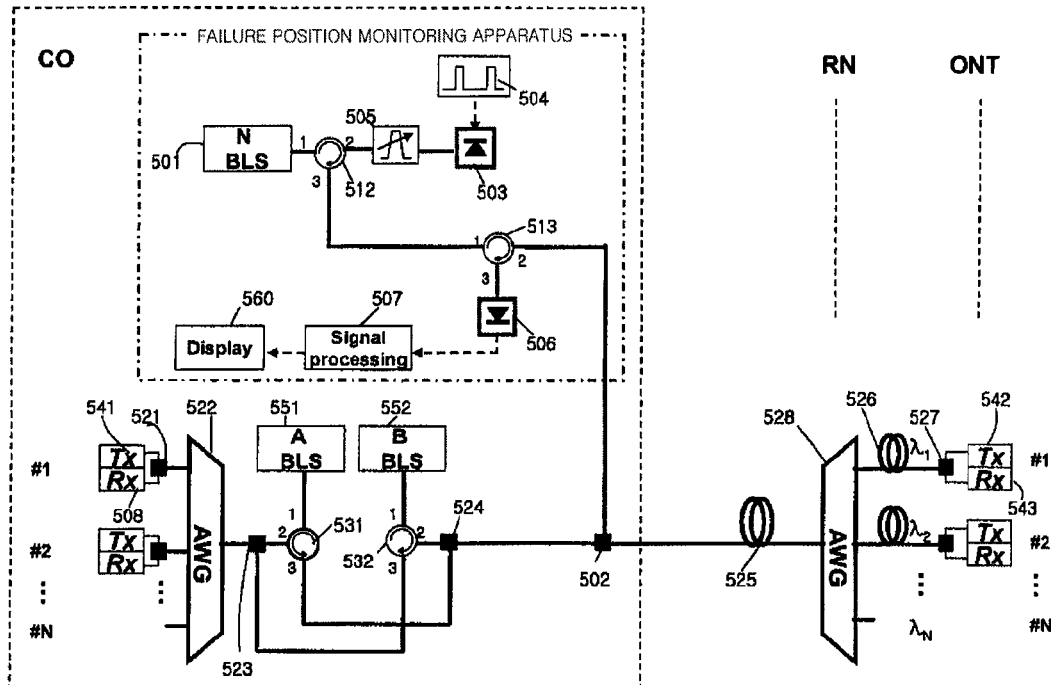 FAILURE POSITION MONITORING APPARATUS
CO
RN
ONT
504
505
N
BLS
501
1
2
3
512
503
513
1
2
3
506
560
507
Display
Signal
processing
541
521
522
551
552
A
BLS
B
BLS
528
526
527
542
#1
Tx
Rx
508
#2
Tx
Rx
#N
AWG
523
1
2
3
531
1
2
3
532
524
502
525
AWG
λ1
λ2
λN
Tx
Rx
#1
543
Tx
Rx
#2
#N